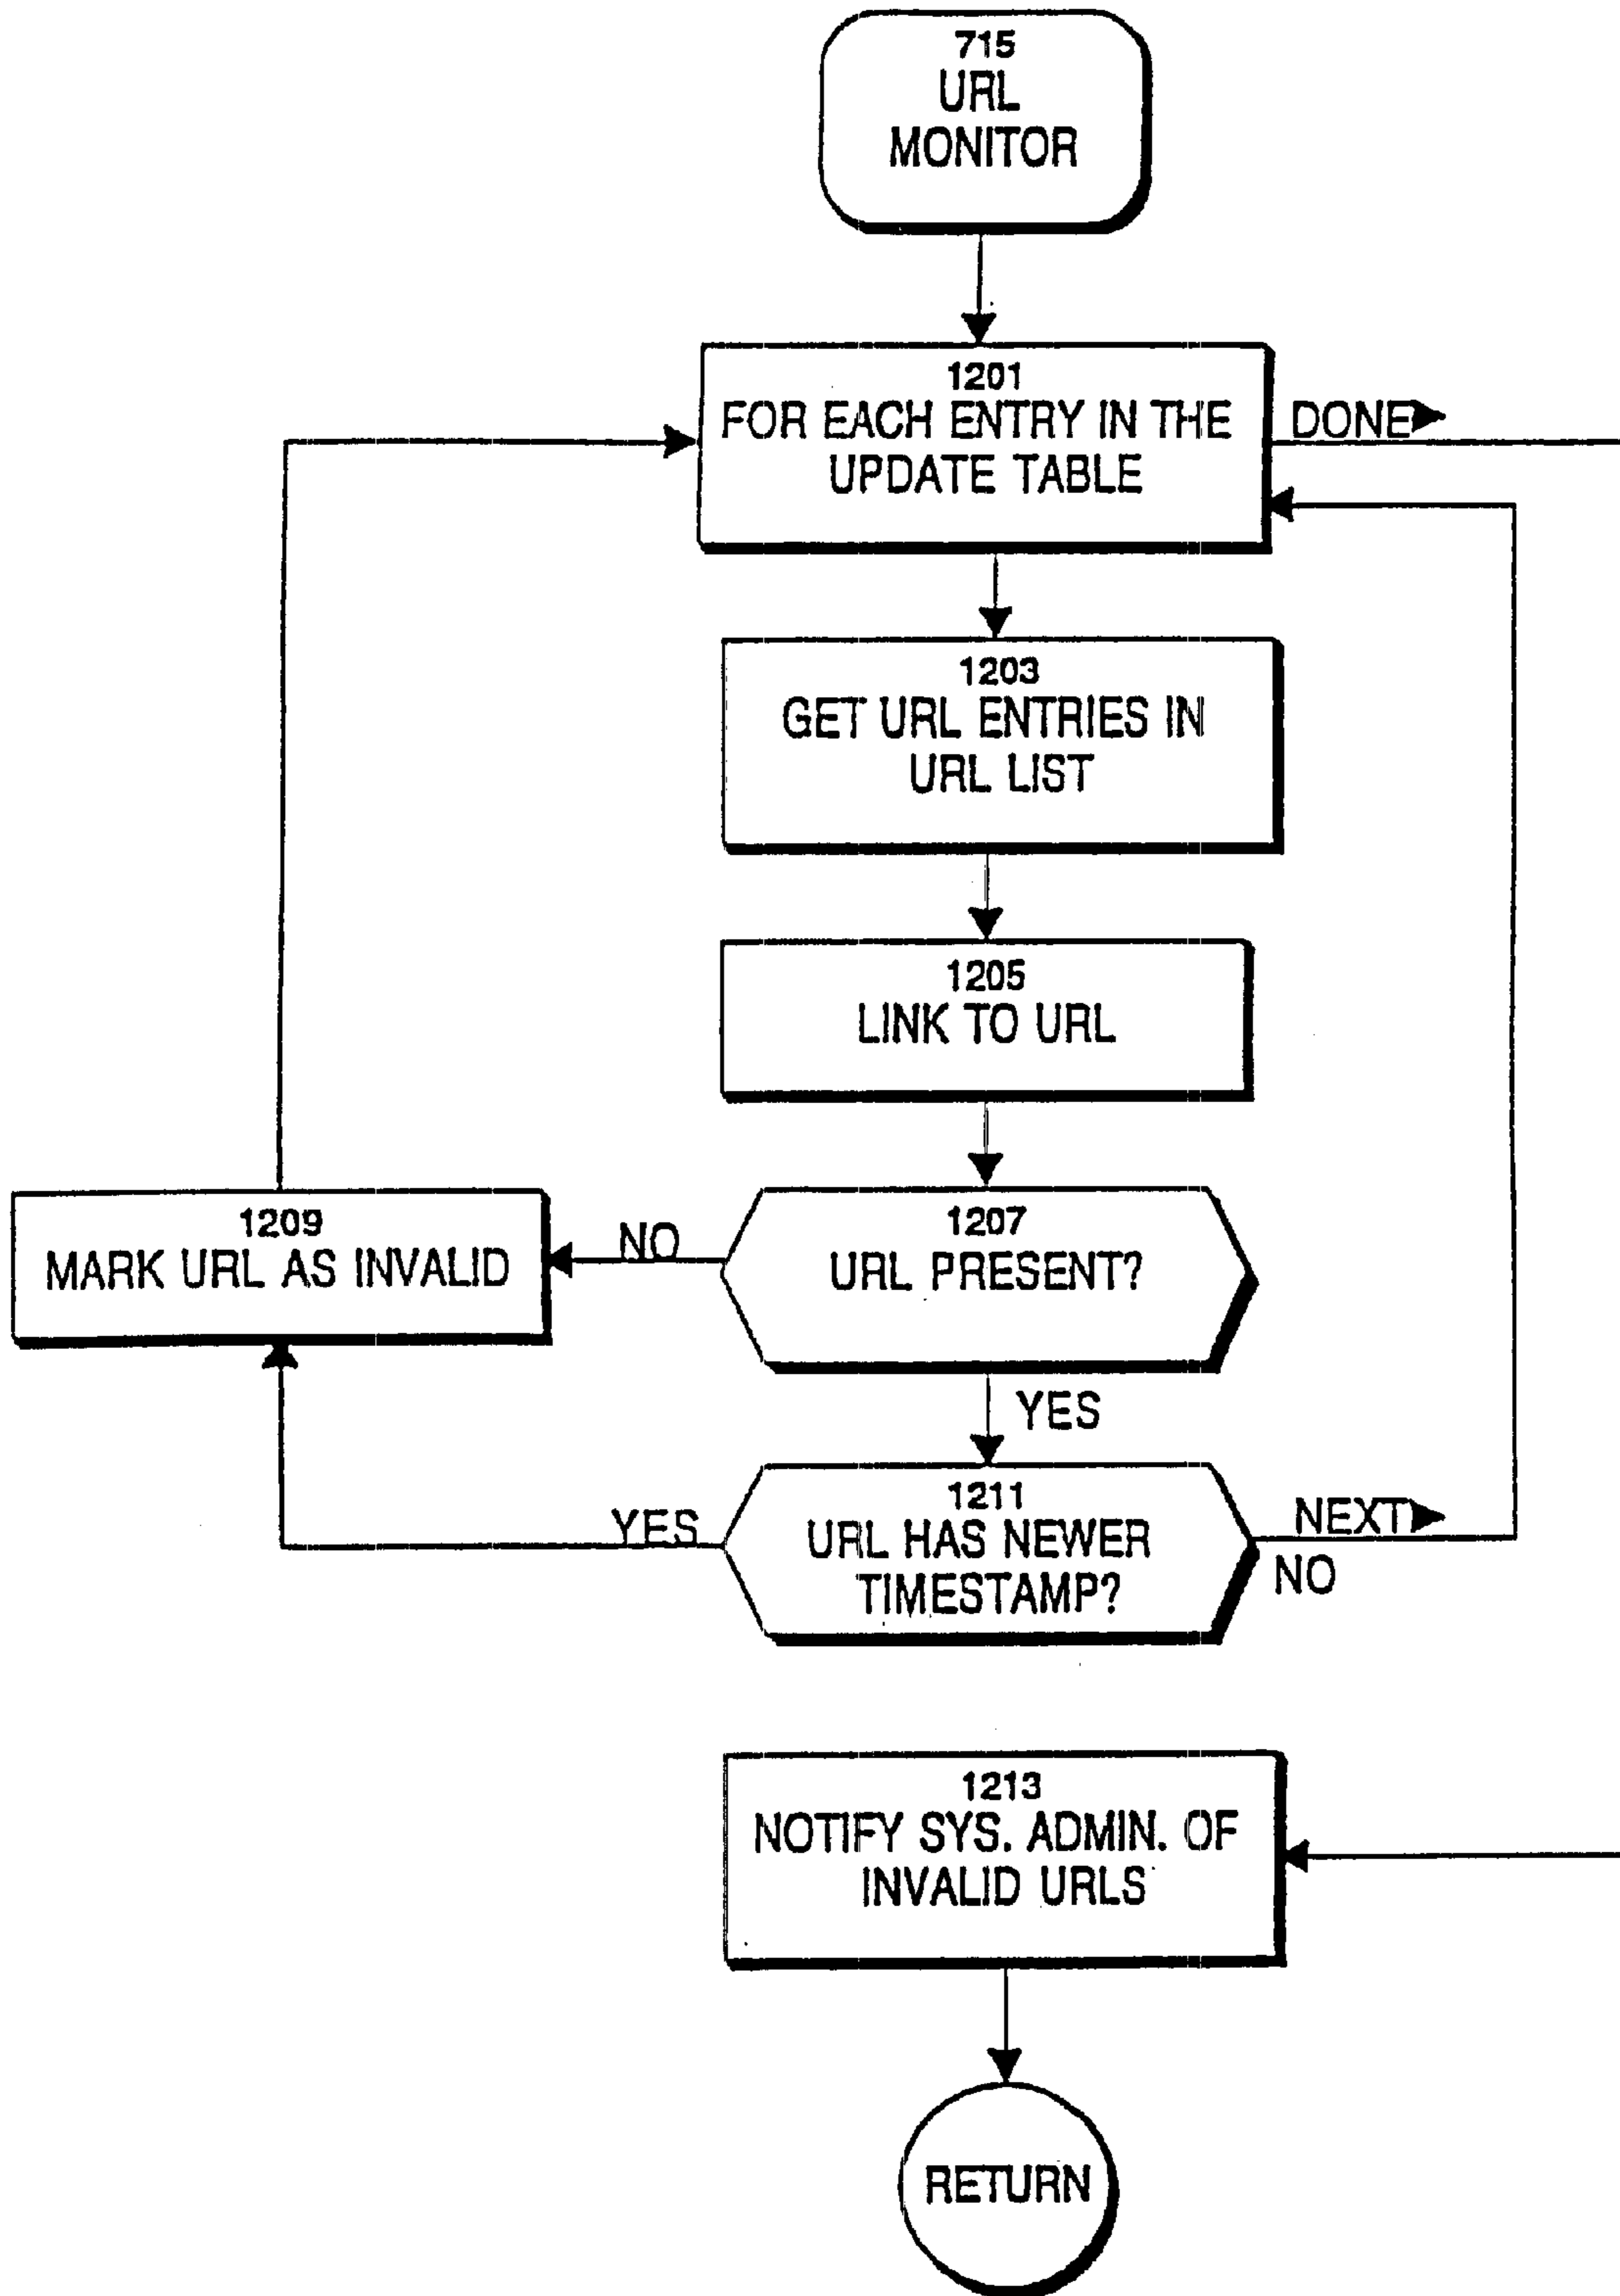 715
URL
MONITOR
1201
FOR EACH ENTRY IN THE
UPDATE TABLE
DONE
1203
GET URL ENTRIES IN
URL LIST
1205
LINK TO URL
1207
URL PRESENT?
NO
1209
MARK URL AS INVALID
YES
1211
URL HAS NEWER
TIMESTAMP?
YES
NEXT
NO
1213
NOTIFY SYS. ADMIN. OF
INVALID URLS
RETURN